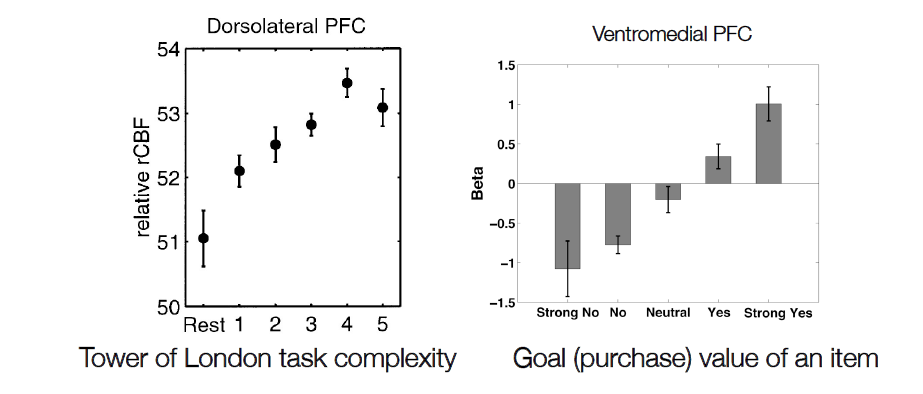 Dorsolateral PFC
54
53
52
51
50
relative rCBF
Rest 1 2 3 4 5
Tower of London task complexity
Ventromedial PFC
1.5
1
0.5
0
−0.5
−1
−1.5
Beta
Strong No No Neutral Yes Strong Yes
Goal (purchase) value of an item